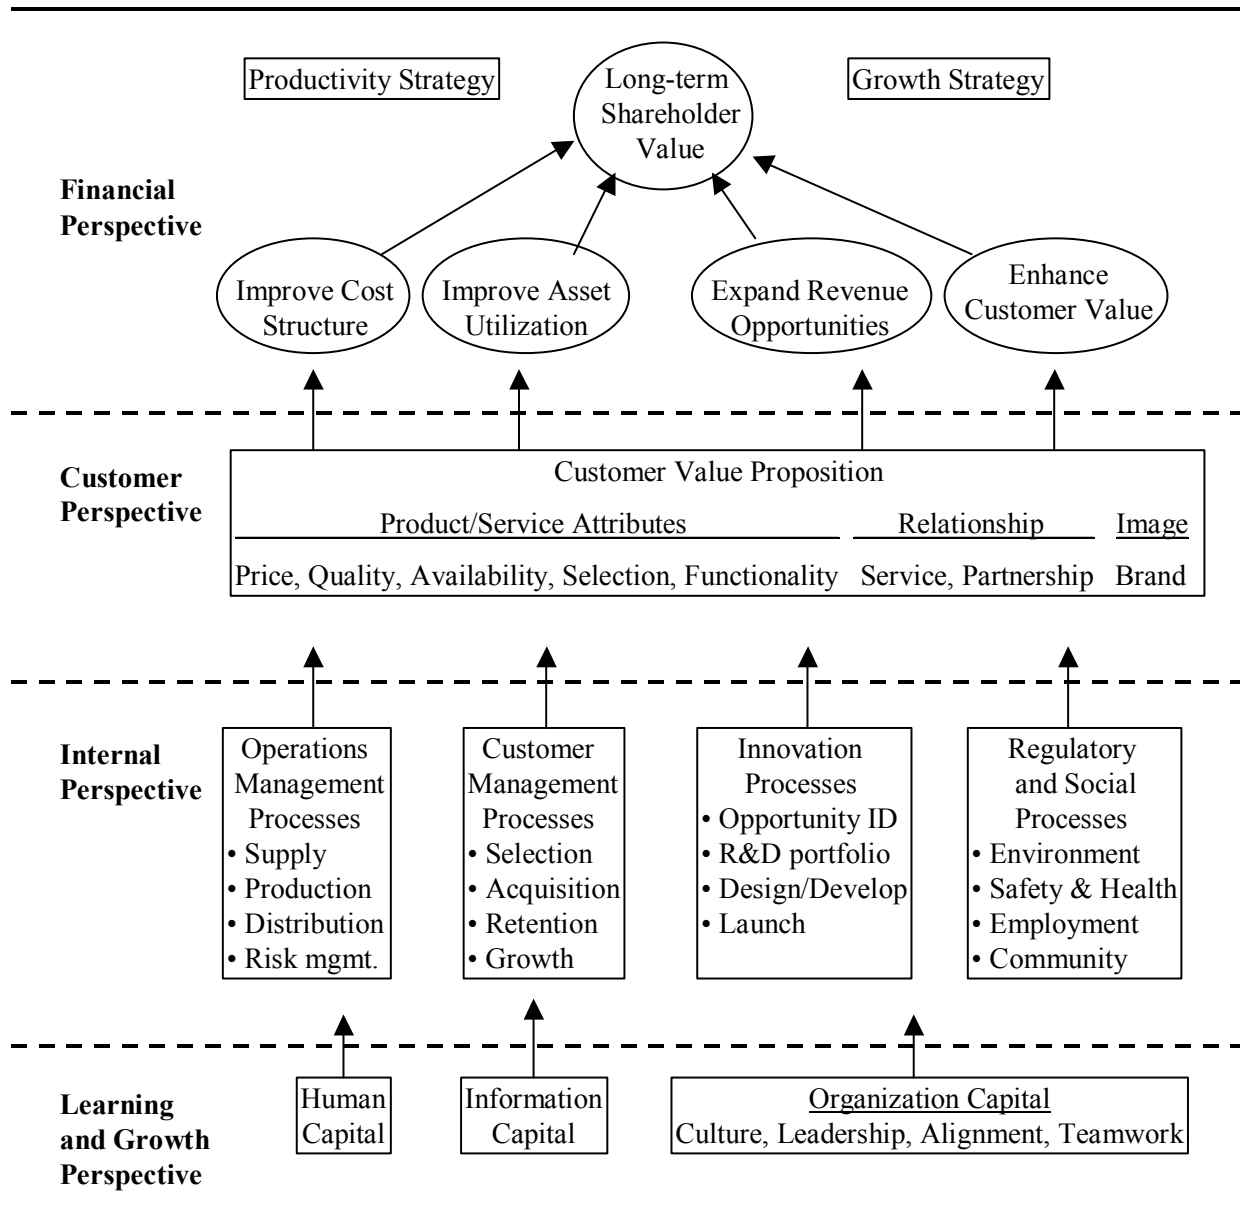 Productivity Strategy
Long-term
Shareholder
Value
Growth Strategy
Financial
Perspective
Improve Cost
Structure
Improve Asset
Utilization
Expand Revenue
Opportunities
Enhance
Customer Value
Customer
Perspective
Customer Value Proposition
Product/Service Attributes
Relationship
Image
Price, Quality, Availability, Selection, Functionality
Service, Partnership
Brand
Internal
Perspective
Operations
Management
Processes
• Supply
• Production
• Distribution
• Risk mgmt.
Customer
Management
Processes
• Selection
• Acquisition
• Retention
• Growth
Innovation
Processes
• Opportunity ID
• R&D portfolio
• Design/Develop
• Launch
Regulatory
and Social
Processes
• Environment
• Safety & Health
• Employment
• Community
Learning
and Growth
Perspective
Human
Capital
Information
Capital
Organization Capital
Culture, Leadership, Alignment, Teamwork